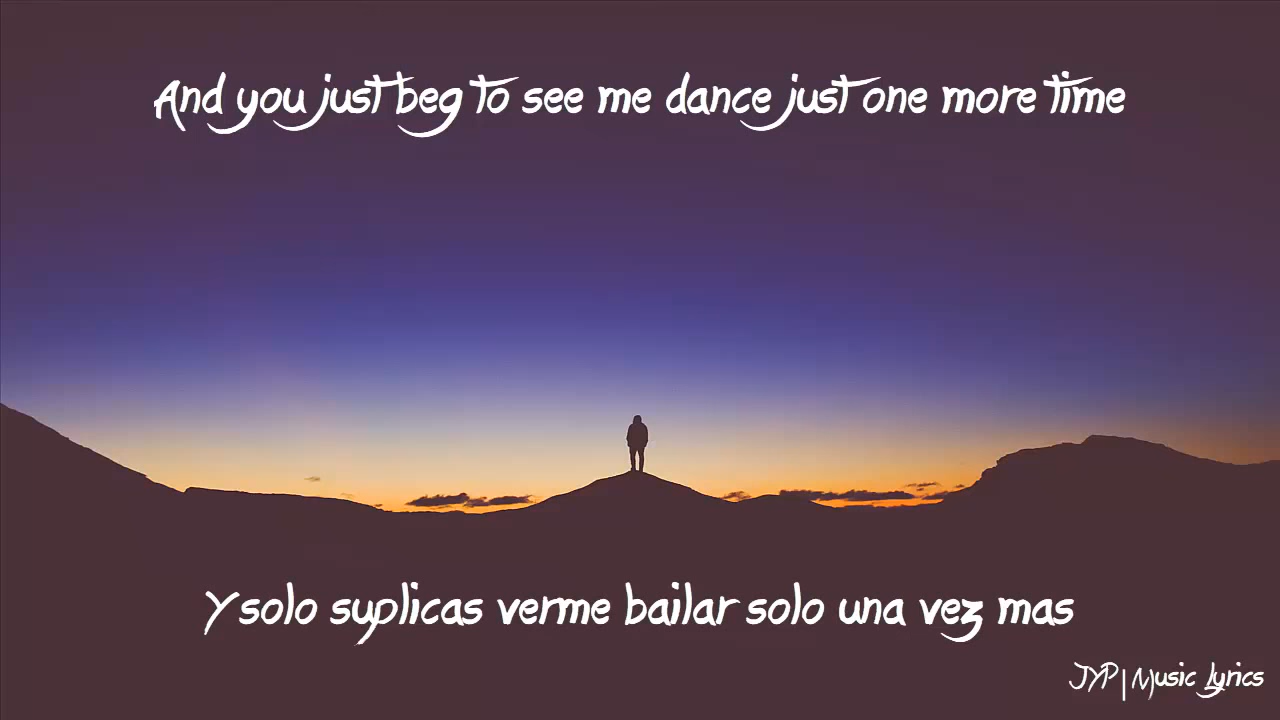 And you just beg to see me dance just one more time
Y solo suplicas verme bailar solo una vez mas
JYP | Music Lyrics